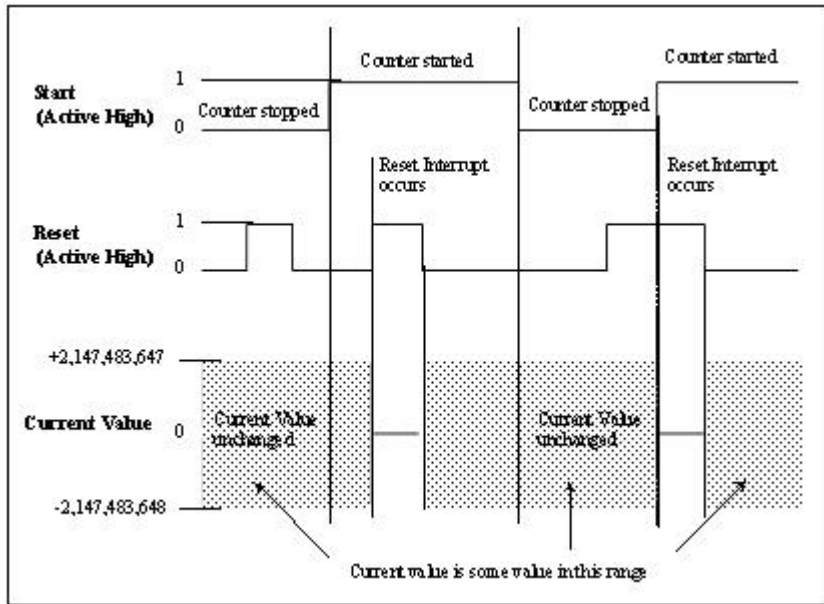 Counter started
Counter started
1
Start
(Active High)
Counter stopped
Counter stopped
0
Reset Interrupt
occurs
Reset Interrupt
occurs
1
Reset
(Active High)
0
+2,147,483,647
Current Value
0
Current Value
unchanged
Current Value
unchanged
-2,147,483,648
Current value is some value in this range